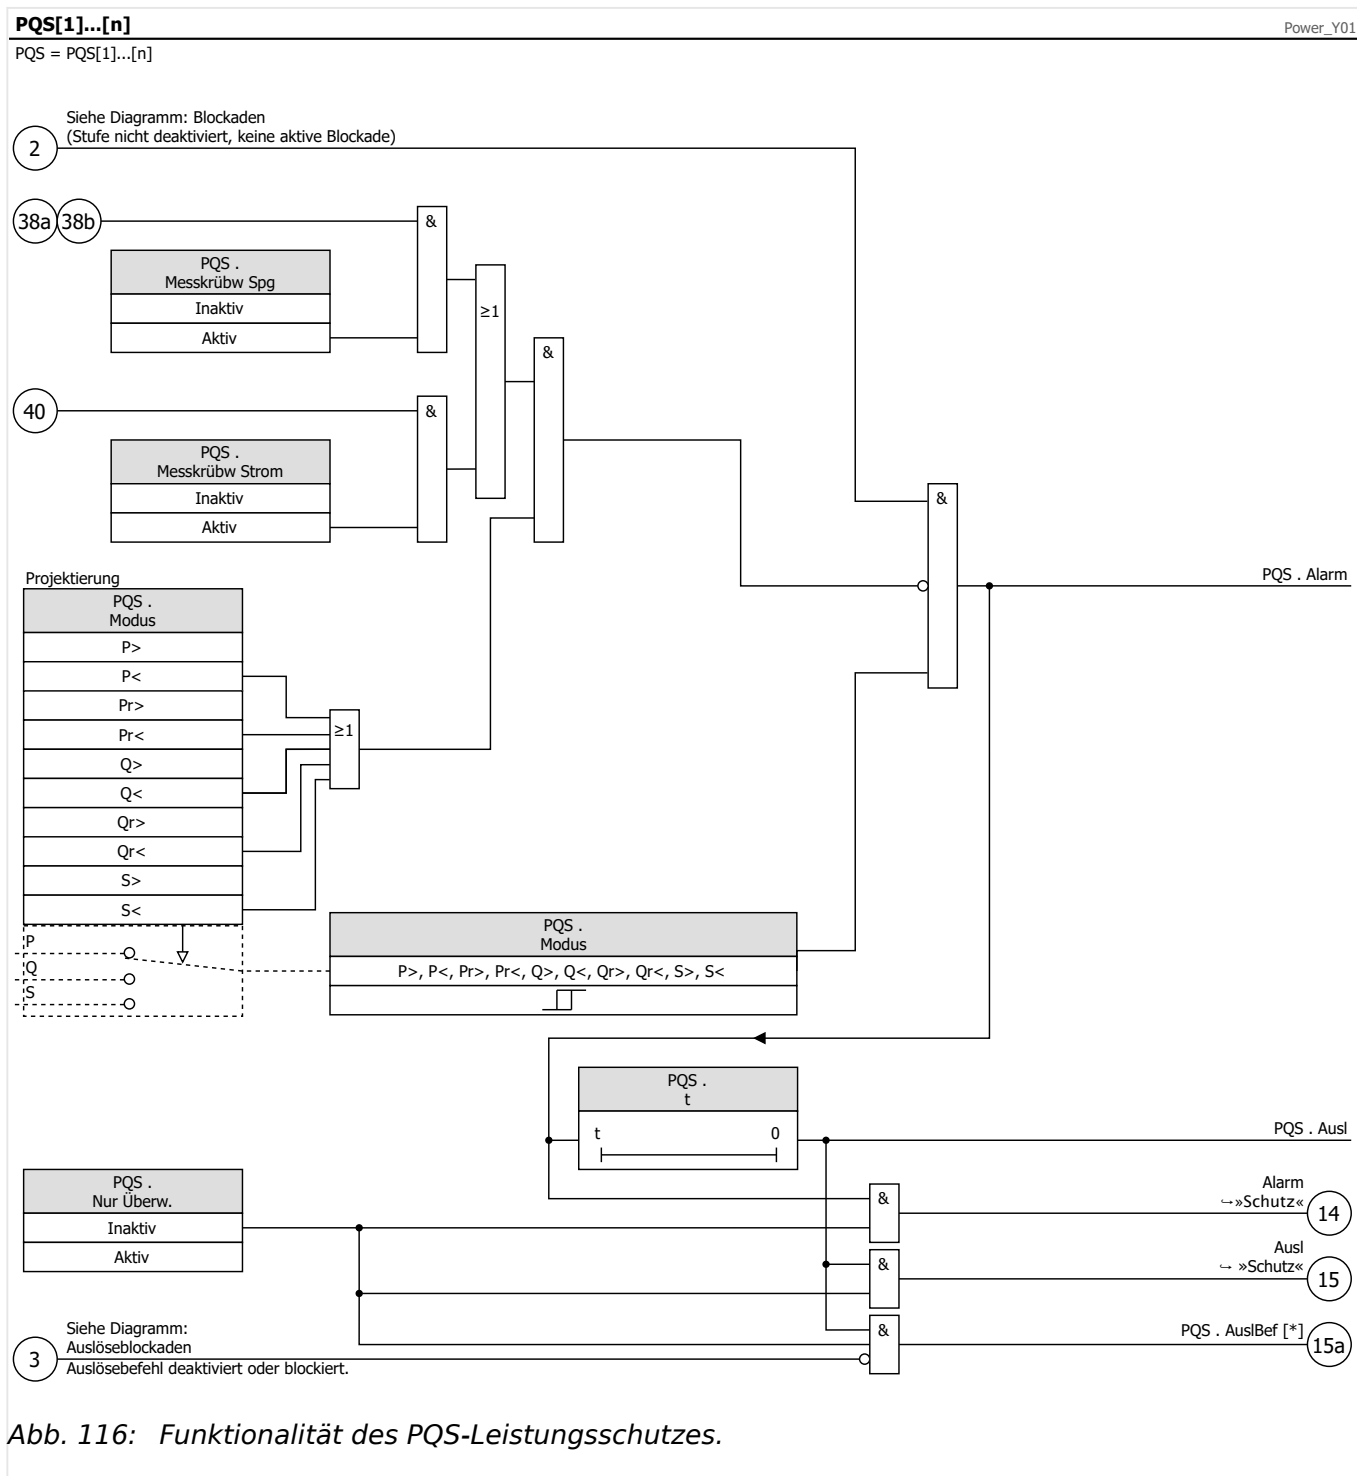 PQS[1]...[n]
Power_Y01
PQS = PQS[1]...[n]
Siehe Diagramm: Blockaden
(Stufe nicht deaktiviert, keine aktive Blockade)
2
38a
38b
&
PQS .
Messkrübw Spg
Inaktiv
Aktiv
≥1
&
40
&
PQS .
Messkrübw Strom
Inaktiv
Aktiv
&
PQS . Alarm
Projektierung
PQS .
Modus
P>
P<
Pr>
Pr<
Q>
Q<
Qr>
Qr<
S>
S<
≥1
P
Q
S
PQS .
Modus
P>, P<, Pr>, Pr<, Q>, Q<, Qr>, Qr<, S>, S<
PQS .
t
t
0
PQS . Ausl
PQS .
Nur Überw.
Inaktiv
Aktiv
&
Alarm
↪»Schutz«
14
&
Ausl
↪ »Schutz«
15
Siehe Diagramm:
Auslöseblockaden
Auslösebefehl deaktiviert oder blockiert.
3
&
PQS . AuslBef [*]
15a
Abb. 116: Funktionalität des PQS-Leistungsschutzes.